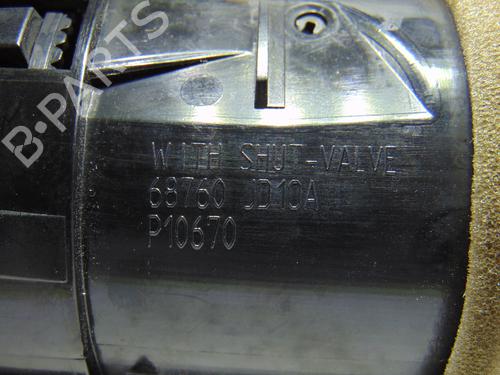 B-PARTS
WITH SHUT-VALVE
68760 JD10A
P10670